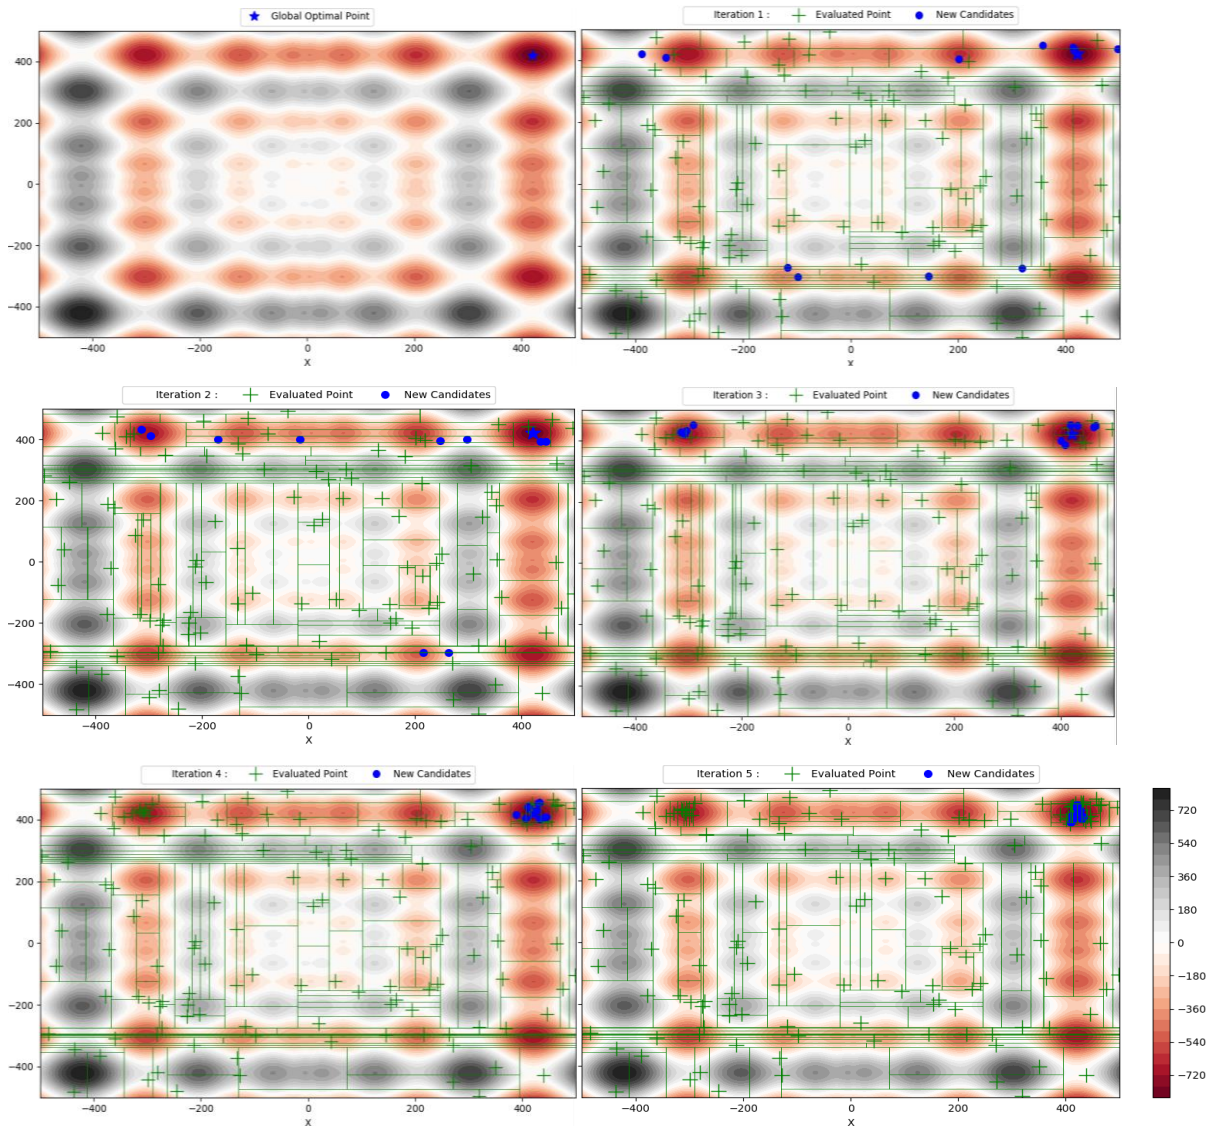 Global Optimal Point
Iteration 1 : Evaluated Point New Candidates
400
200
0
−200
−400
−400 −200 0 200 400
X
400
200
0
−200
−400
−400 −200 0 200 400
X
Iteration 2 : Evaluated Point New Candidates
Iteration 3 : Evaluated Point New Candidates
400
200
0
−200
−400
−400 −200 0 200 400
X
400
200
0
−200
−400
−400 −200 0 200 400
X
Iteration 4 : Evaluated Point New Candidates
Iteration 5 : Evaluated Point New Candidates
400
200
0
−200
−400
−400 −200 0 200 400
X
400
200
0
−200
−400
−400 −200 0 200 400
X
720
540
360
180
0
−180
−360
−540
−720